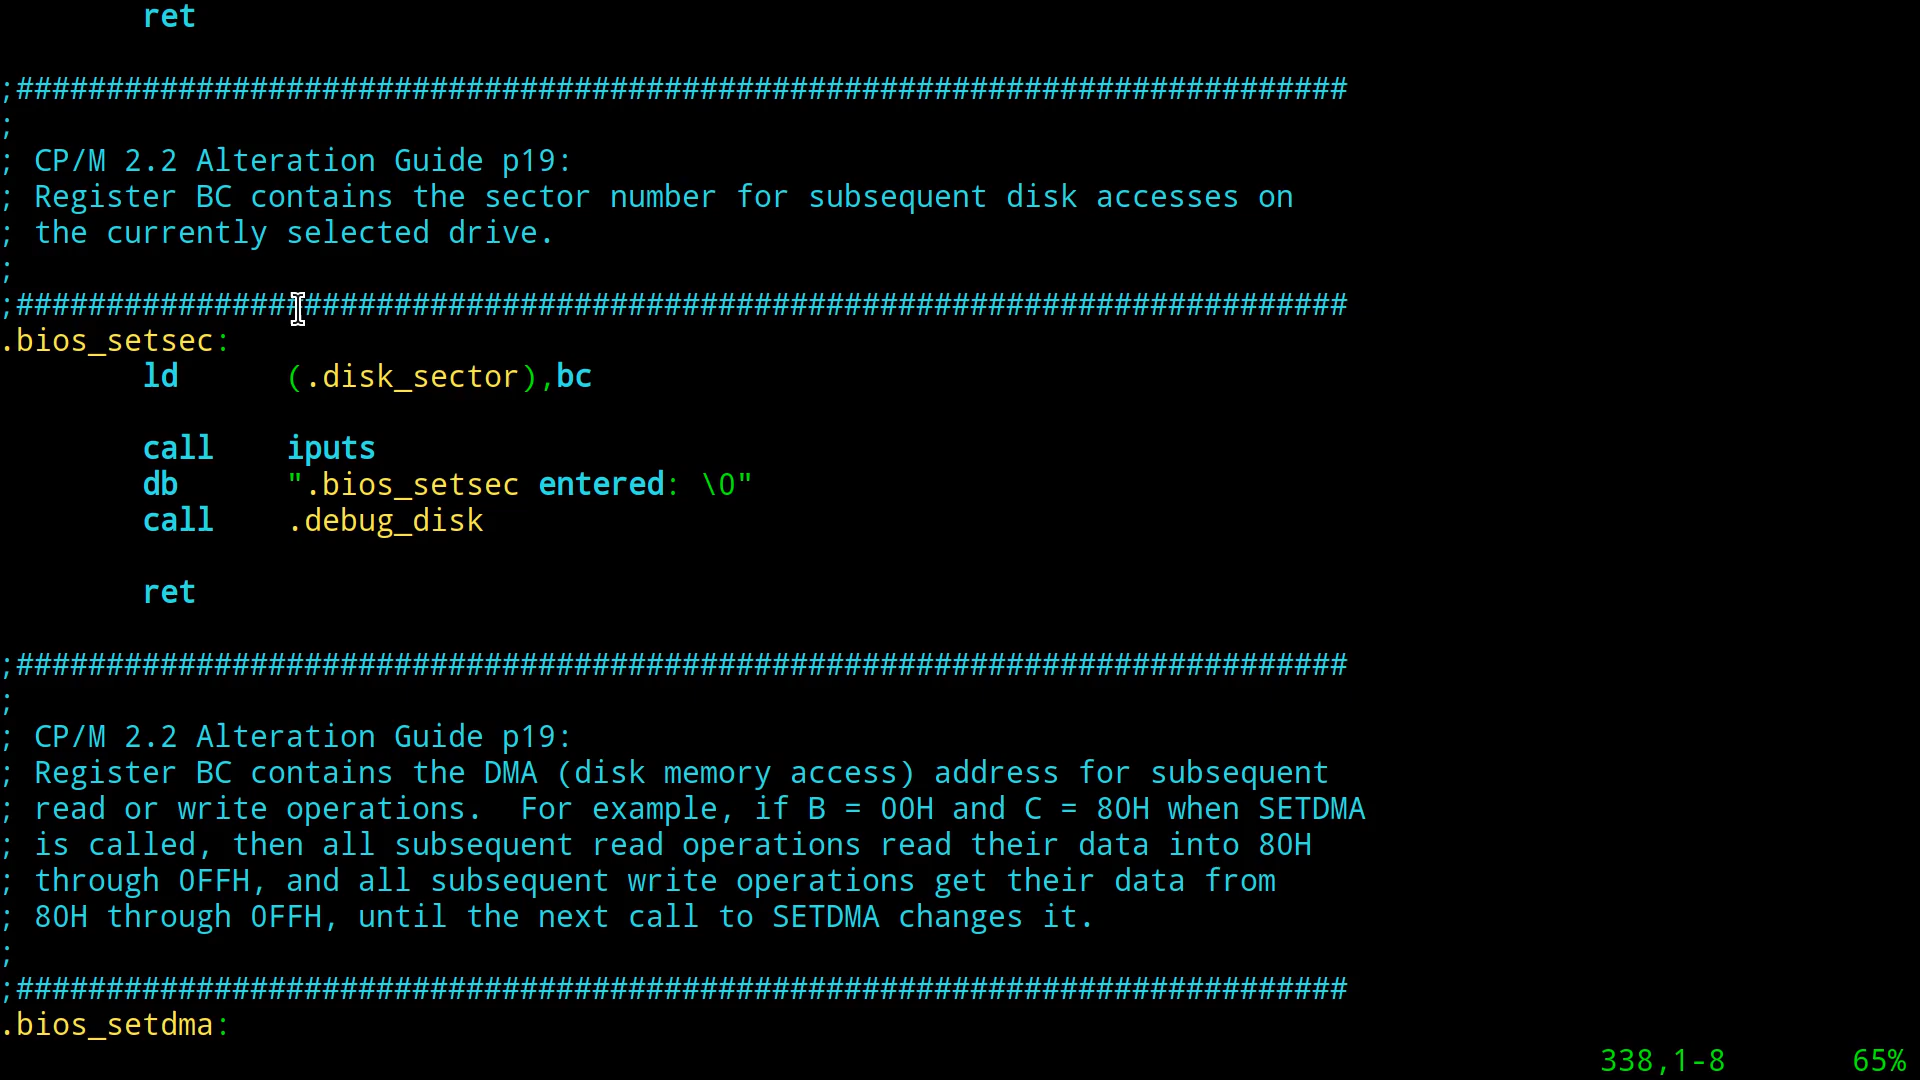 ret

;##########################################################################
;
; CP/M 2.2 Alteration Guide p19:
; Register BC contains the sector number for subsequent disk accesses on
; the currently selected drive.
;
;##########################################################################
.bios_setsec:
        ld      (.disk_sector),bc

        call    iputs
        db      ".bios_setsec entered: \0"
        call    .debug_disk

        ret

;##########################################################################
;
; CP/M 2.2 Alteration Guide p19:
; Register BC contains the DMA (disk memory access) address for subsequent
; read or write operations.  For example, if B = 00H and C = 80H when SETDMA
; is called, then all subsequent read operations read their data into 80H
; through 0FFH, and all subsequent write operations get their data from
; 80H through 0FFH, until the next call to SETDMA changes it.
;
;##########################################################################
.bios_setdma:
338,1-8        65%